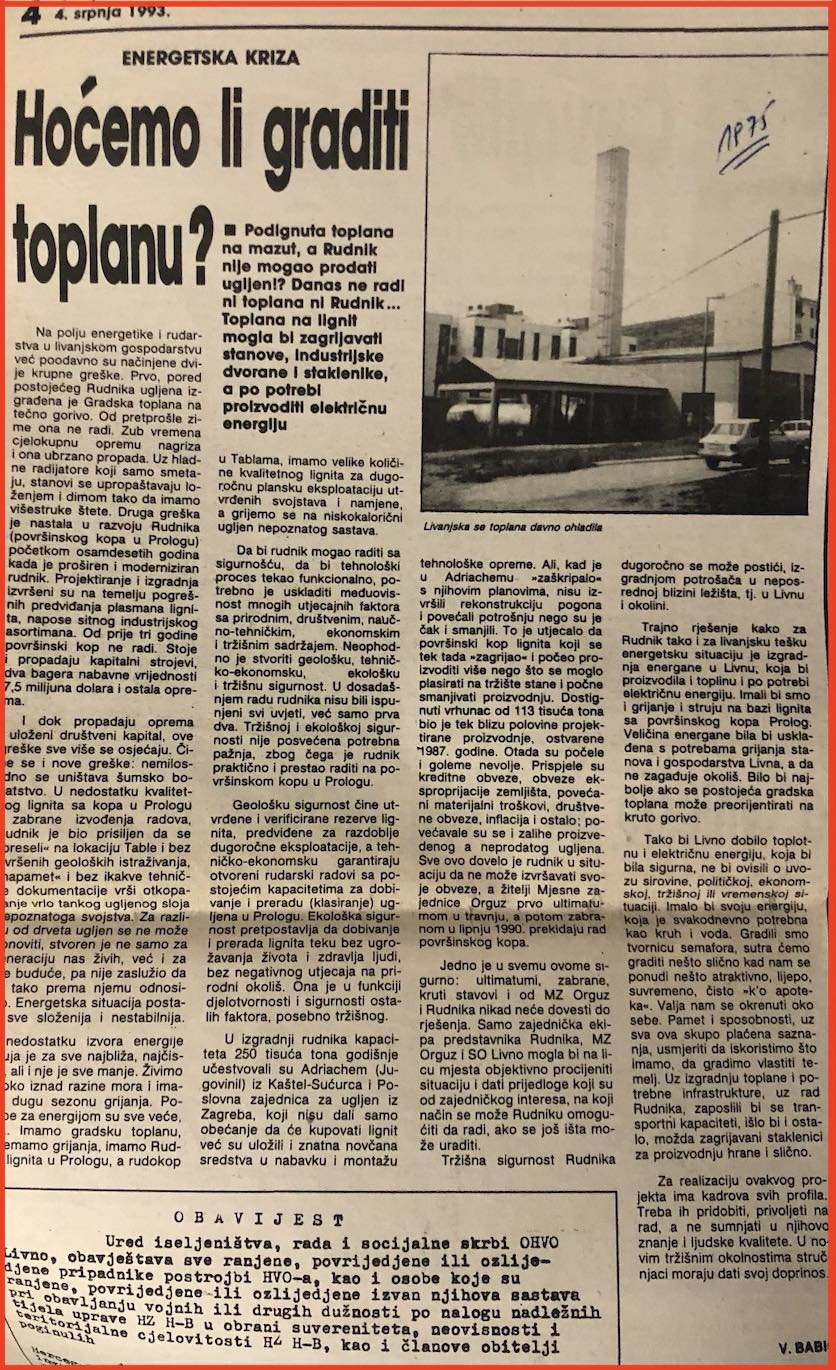 4 4. srpnja 1993.
ENERGETSKA KRIZA
Hoćemo li graditi
toplanu?
■ Podignuta toplana
na mazut, a Rudnik
nije mogao prodati
ugljen!? Danas ne radi
ni toplana ni Rudnik...
Toplana na lignit
mogla bi zagrijavati
stanove, industrijske
dvorane i staklenike,
a po potrebi
proizvoditi električnu
energiju
1975
Livanjska se toplana davno ohladila
Na polju energetike i rudar-
stva u livanjskom gospodarstvu
već poodavno su načinjene dvi-
je krupne greške. Prvo, pored
postojećeg Rudnika ugljena iz-
građena je Gradska toplana na
tečno gorivo. Od pretprošle zi-
me ona ne radi. Zub vremena
cjelokupnu opremu nagriza
i ona ubrzano propada. Uz hlad-
ne radijatore koji samo smeta-
ju, stanovi se upropaštavaju lo-
ženjem i dimom tako da imamo
višestruke štete. Druga greška
je nastala u razvoju Rudnika
(površinskog kopa u Prologu)
početkom osamdesetih godina
kada je proširen i moderniziran
rudnik. Projektiranje i izgradnja
izvršeni su na temelju pogreš-
nih predviđanja plasmana ligni-
ta, napose sitnog industrijskog
asortimana. Od prije tri godine
površinski kop ne radi. Stoje
i propadaju kapitalni strojevi,
dva bagera nabavne vrijednosti
7,5 milijuna dolara i ostala opre-
ma.
I dok propadaju oprema
uloženi društveni kapital, ove
greške sve više se osjećaju. Či-
e se i nove greške: nemilos-
dno se uništava šumsko bo-
atstvo. U nedostatku kvalitet-
og lignita sa kopa u Prologu
zabrane izvođenja radova,
udnik je bio prisiljen da se
preseli« na lokaciju Table i bez
vršenih geoloških istraživanja,
napamet« i bez ikakve tehnič-
e dokumentacije vrši otkopa-
anje vrlo tankog ugljenog sloja
epoznatoga svojstva. Za razli-
u od drveta ugljen se ne može
noviti, stvoren je ne samo za
neraciju nas živih, već i za
e buduće, pa nije zaslužio da
tako prema njemu odnosi-
o. Energetska situacija posta-
sve složenija i nestabilnija.
nedostatku izvora energije
uja je za sve najbliža, najčis-
, ali i nje je sve manje. Živimo
oko iznad razine mora i ima-
dugu sezonu grijanja. Po-
be za energijom su sve veće,
. Imamo gradsku toplanu,
emamo grijanja, imamo Rud-
lignita u Prologu, a rudokop
u Tablama, imamo velike količi-
ne kvalitetnog lignita za dugo-
ročnu plansku eksploataciju ut-
vrđenih svojstava i namjene,
a grijemo se na niskokalorični
ugljen nepoznatog sastava.
Da bi rudnik mogao raditi sa
sigurnošću, da bi tehnološki
proces tekao funkcionalno, po-
trebno je uskladiti međuovis-
nost mnogih utjecajnih faktora
sa prirodnim, društvenim, nauč-
no-tehničkim, ekonomskim
i tržišnim sadržajem. Neophod-
no je stvoriti geološku, tehnič-
ko-ekonomsku, ekološku
i tržišnu sigurnost. U dosadaš-
njem radu rudnika nisu bili ispu-
njeni svi uvjeti, već samo prva
dva. Tržišnoj i ekološkoj sigur-
nosti nije posvećena potrebna
pažnja, zbog čega je rudnik
praktično i prestao raditi na po-
vršinskom kopu u Prologu.
Geološku sigurnost čine ut-
vrđene i verificirane rezerve lig-
nita, predviđene za razdoblje
dugoročne eksploatacije, a teh-
ničko-ekonomsku garantiraju
otvoreni rudarski radovi sa po-
stojećim kapacitetima za dobi-
vanje i preradu (klasiranje) ug-
ljena u Prologu. Ekološka sigur-
nost pretpostavlja da dobivanje
i prerada lignita teku bez ugro-
žavanja života i zdravlja ljudi,
bez negativnog utjecaja na pri-
rodni okoliš. Ona je u funkciji
djelotvornosti i sigurnosti osta-
lih faktora, posebno tržišnog.
U izgradnji rudnika kapaci-
teta 250 tisuća tona godišnje
učestvovali su Adriachem (Ju-
govinil) iz Kaštel-Sućurca i Po-
slovna zajednica za ugljen iz
Zagreba, koji nisu dali samo
obećanje da će kupovati lignit
već su uložili i znatna novčana
sredstva u nabavku i montažu
tehnološke opreme. Ali, kad je
u Adriachemu »zaškripalo«
s njihovim planovima, nisu iz-
vršili rekonstrukciju pogona
i povećali potrošnju nego su je
čak i smanjili. To je utjecalo da
površinski kop lignita koji se
tek tada »zagrijao« i počeo pro-
izvoditi više nego što se moglo
plasirati na tržište stane i počne
smanjivati proizvodnju. Dostig-
nuti vrhunac od 113 tisuća tona
bio je tek blizu polovine projek-
tirane proizvodnje, ostvarene
1987. godine. Otada su počele
i goleme nevolje. Prispjele su
kreditne obveze, obveze ek-
sproprijacije zemljišta, poveća-
ni materijalni troškovi, društve-
ne obveze, inflacija i ostalo; po-
većavale su se i zalihe proizve-
denog a neprodatog ugljena.
Sve ovo dovelo je rudnik u situ-
aciju da ne može izvršavati svo-
je obveze, a žitelji Mjesne za-
jednice Orguz prvo ultimatu-
mom u travnju, a potom zabra-
nom u lipnju 1990. prekidaju rad
površinskog kopa.
Jedno je u svemu ovome si-
gurno: ultimatumi, zabrane,
kruti stavovi i od MZ Orguz
i Rudnika nikad neće dovesti do
rješenja. Samo zajednička eki-
pa predstavnika Rudnika, MZ
Orguz i SO Livno mogla bi na li-
cu mjesta objektivno procijeniti
situaciju i dati prijedloge koji su
od zajedničkog interesa, na koji
način se može Rudniku omogu-
ćiti da radi, ako se još išta mo-
že uraditi.
Tržišna sigurnost Rudnika
dugoročno se može postići, iz-
gradnjom potrošača u nepos-
rednoj blizini ležišta, tj. u Livnu
i okolini.
Trajno rješenje kako za
Rudnik tako i za livanjsku tešku
energetsku situaciju je izgrad-
nja energane u Livnu, koja bi
proizvodila i toplinu i po potrebi
električnu energiju. Imali bi smo
i grijanje i struju na bazi lignita
sa površinskog kopa Prolog.
Veličina energane bila bi uskla-
đena s potrebama grijanja sta-
nova i gospodarstva Livna, a da
ne zagađuje okoliš. Bilo bi naj-
bolje ako se postojeća gradska
toplana može preorijentirati na
kruto gorivo.
Tako bi Livno dobilo toplot-
nu i električnu energiju, koja bi
bila sigurna, ne bi ovisili o uvo-
zu sirovine, političkoj, ekonom-
skoj, tržišnoj ili vremenskoj si-
tuaciji. Imalo bi svoju energiju,
koja je svakodnevno potrebna
kao kruh i voda. Gradili smo
tvornicu semafora, sutra ćemo
graditi nešto slično kad nam se
ponudi nešto atraktivno, lijepo,
suvremeno, čisto »k'o apote-
ka«. Valja nam se okrenuti oko
sebe. Pamet i sposobnosti, uz
sva ova skupo plaćena sazna-
nja, usmjeriti da iskoristimo što
imamo, da gradimo vlastiti te-
melj. Uz izgradnju toplane i po-
trebne infrastrukture, uz rad
Rudnika, zaposlili bi se tran-
sportni kapaciteti, išlo bi i osta-
lo, možda zagrijavani staklenici
za proizvodnju hrane i slično.
Za realizaciju ovakvog pro-
jekta ima kadrova svih profila.
Treba ih pridobiti, privoljeti na
rad, a ne sumnjati u njihovo
znanje i ljudske kvalitete. U no-
vim tržišnim okolnostima struč
njaci moraju dati svoj doprinos.
V. BABI
OBAVIJEST
Ured iseljeništva, rada i socijalne skrbi OHVO
Livno, obavještava sve ranjene, povrijeđene ili ozlije-
đjene pripadnike postrojbi HVO-a, kao i osobe koje su
ranjene, povrijedjene ili ozlijedjene izvan njihova sastava
pri obavljanju vojnih ili drugih dužnosti po nalogu nadležnih
tijela uprave HZ H-B u obrani suvereniteta, neovisnosti i
teritorijalne cjelovitosti HZ H-B, kao i članove obitelji
poginulih